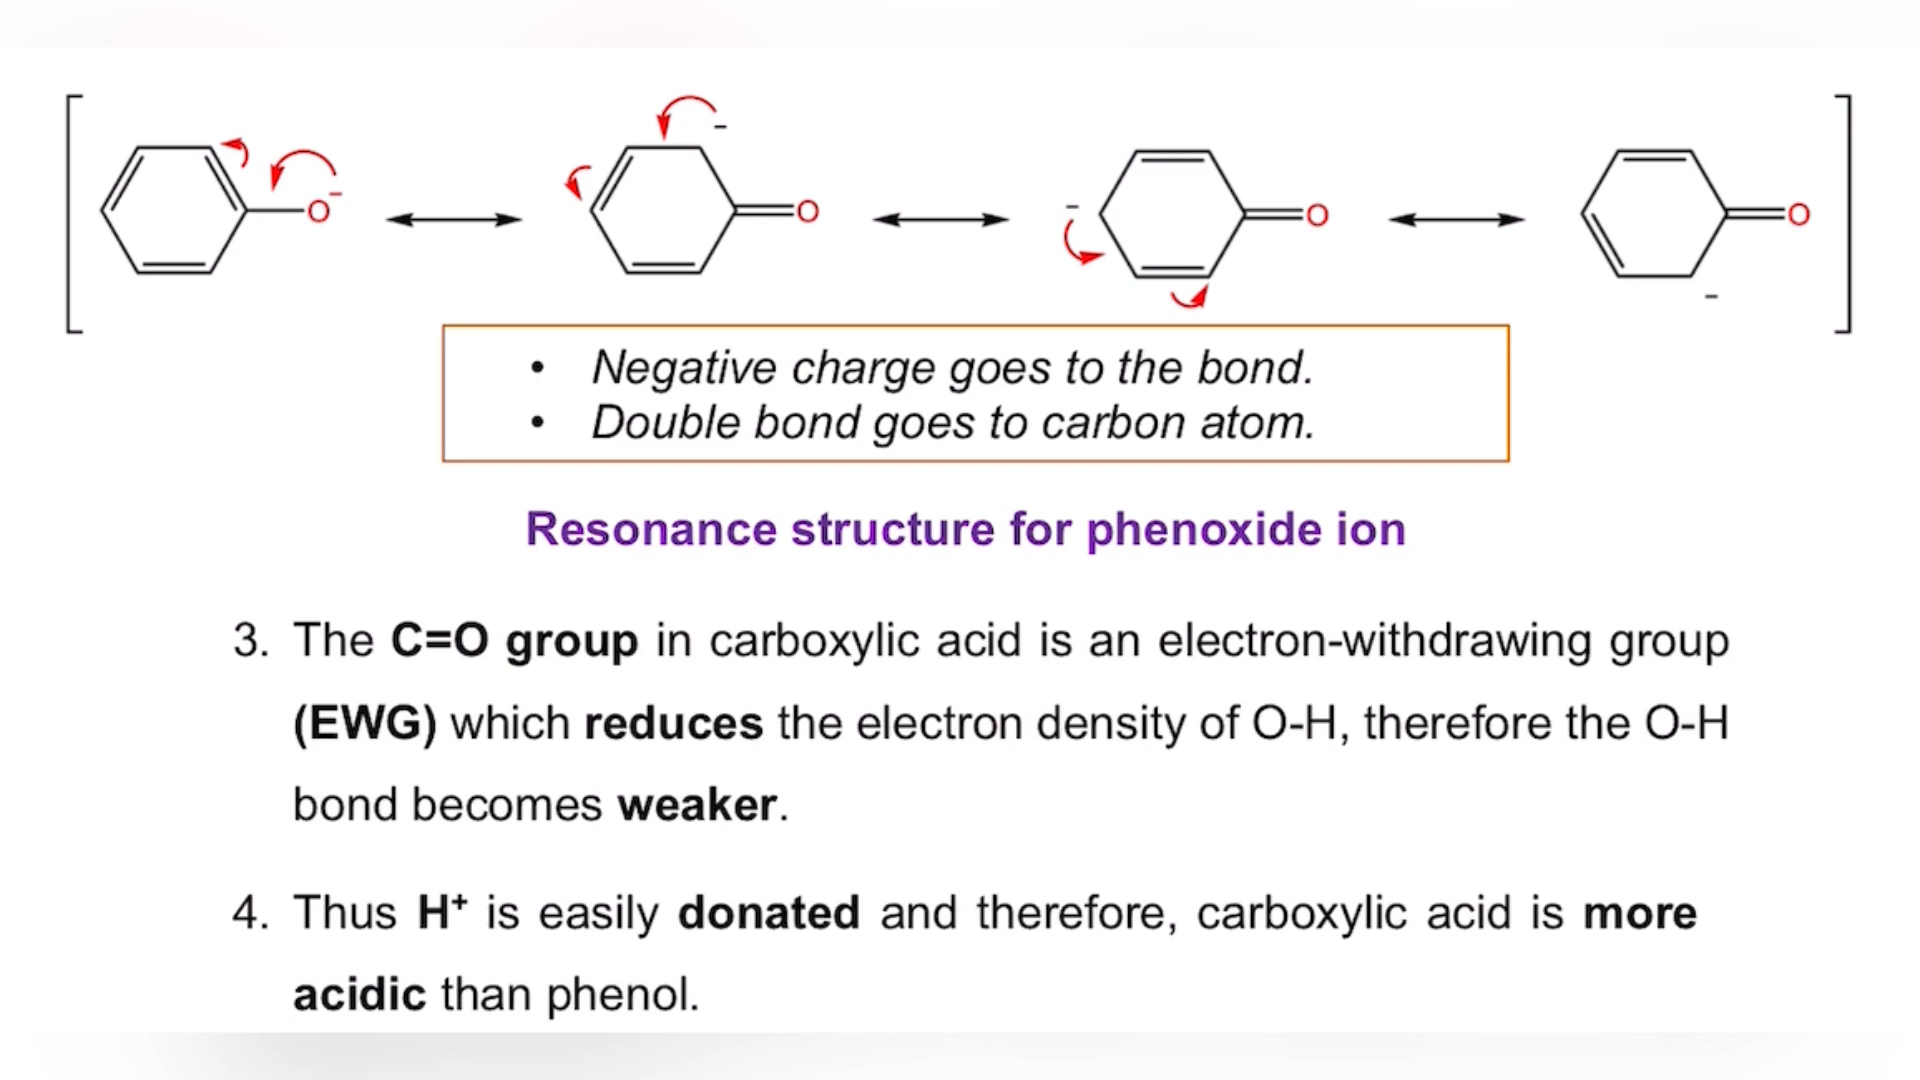 O⁻
⁻
O
⁻
O
O
⁻
• Negative charge goes to the bond.
• Double bond goes to carbon atom.
Resonance structure for phenoxide ion
3. The C=O group in carboxylic acid is an electron-withdrawing group
(EWG) which reduces the electron density of O-H, therefore the O-H
bond becomes weaker.
4. Thus H⁺ is easily donated and therefore, carboxylic acid is more
acidic than phenol.